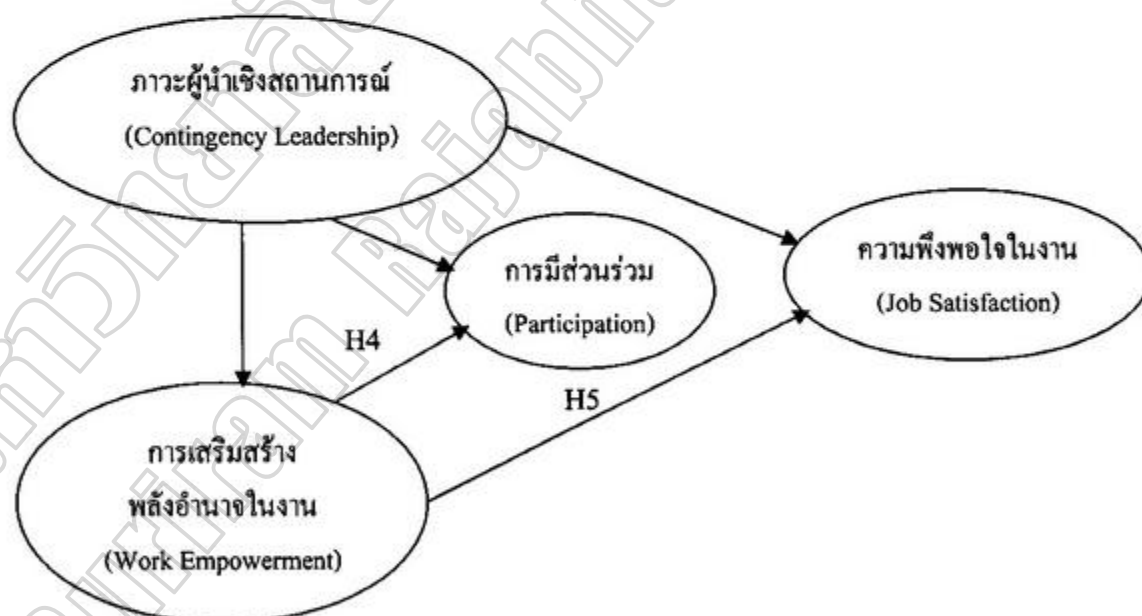 ภาวะผู้นำเชิงสถานการณ์
(Contingency Leadership)
การมีส่วนร่วม
(Participation)
ความพึงพอใจในงาน
(Job Satisfaction)
H4
H5
การเสริมสร้าง
พลังอำนาจในงาน
(Work Empowerment)